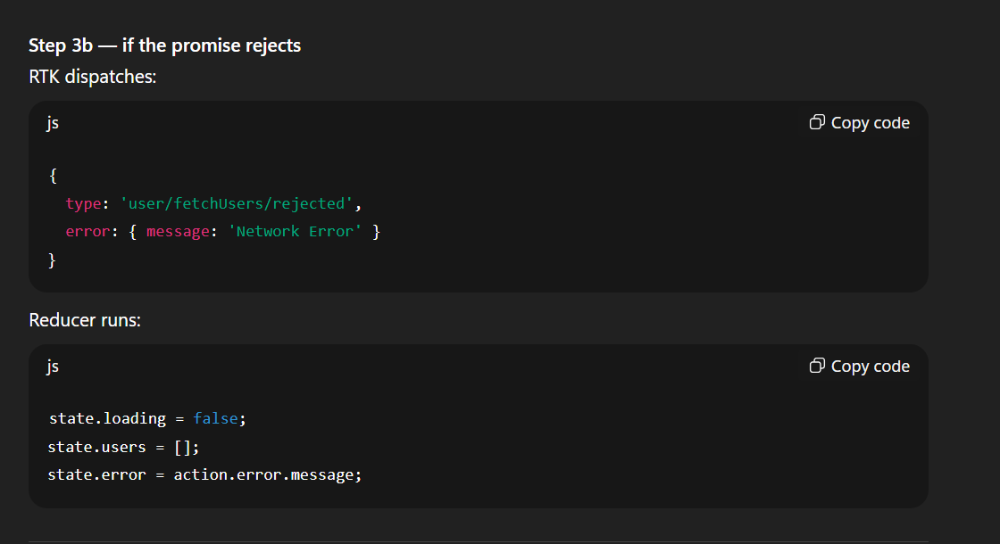 Step 3b — if the promise rejects
RTK dispatches:
js
Copy code
{
  type: 'user/fetchUsers/rejected',
  error: { message: 'Network Error' }
}
Reducer runs:
js
Copy code
state.loading = false;
state.users = [];
state.error = action.error.message;